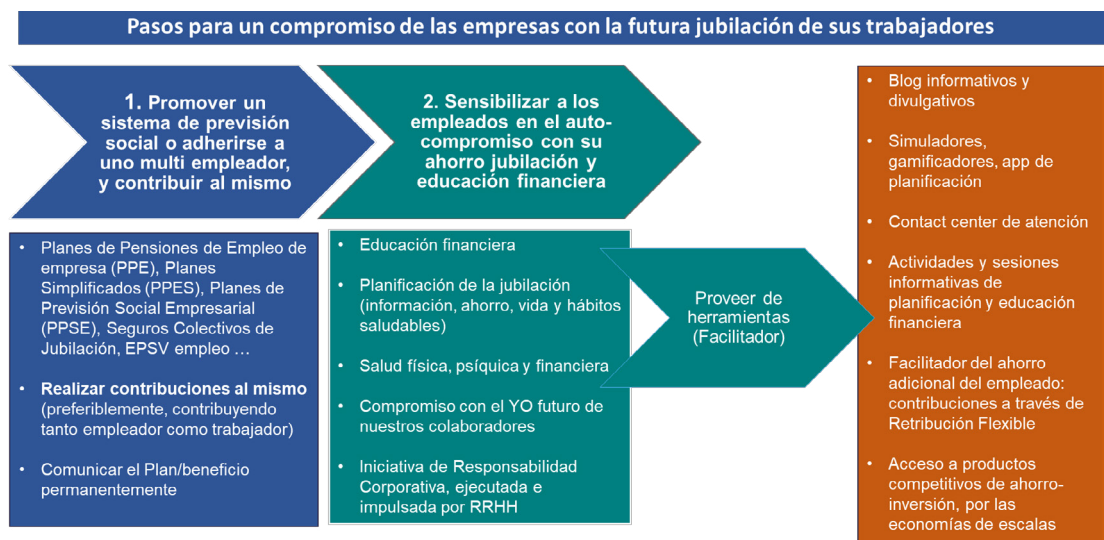 Pasos para un compromiso de las empresas con la futura jubilación de sus trabajadores
1. Promover un
sistema de previsión
social o adherirse a
uno multi empleador,
y contribuir al mismo
• Planes de Pensiones de Empleo de
empresa (PPE), Planes
Simplificados (PPES), Planes de
Previsión Social Empresarial
(PPSE), Seguros Colectivos de
Jubilación, EPSV empleo ...
• Realizar contribuciones al mismo
(preferiblemente, contribuyendo
tanto empleador como trabajador)
• Comunicar el Plan/beneficio
permanentemente
2. Sensibilizar a los
empleados en el auto-
compromiso con su
ahorro jubilación y
educación financiera
• Educación financiera
• Planificación de la jubilación
(información, ahorro, vida y hábitos
saludables)
• Salud física, psíquica y financiera
• Compromiso con el YO futuro de
nuestros colaboradores
• Iniciativa de Responsabilidad
Corporativa, ejecutada e
impulsada por RRHH
Proveer de
herramientas
(Facilitador)
• Blog informativos y
divulgativos
• Simuladores,
gamificadores, app de
planificación
• Contact center de atención
• Actividades y sesiones
informativas de
planificación y educación
financiera
• Facilitador del ahorro
adicional del empleado:
contribuciones a través de
Retribución Flexible
• Acceso a productos
competitivos de ahorro-
inversión, por las
economías de escalas